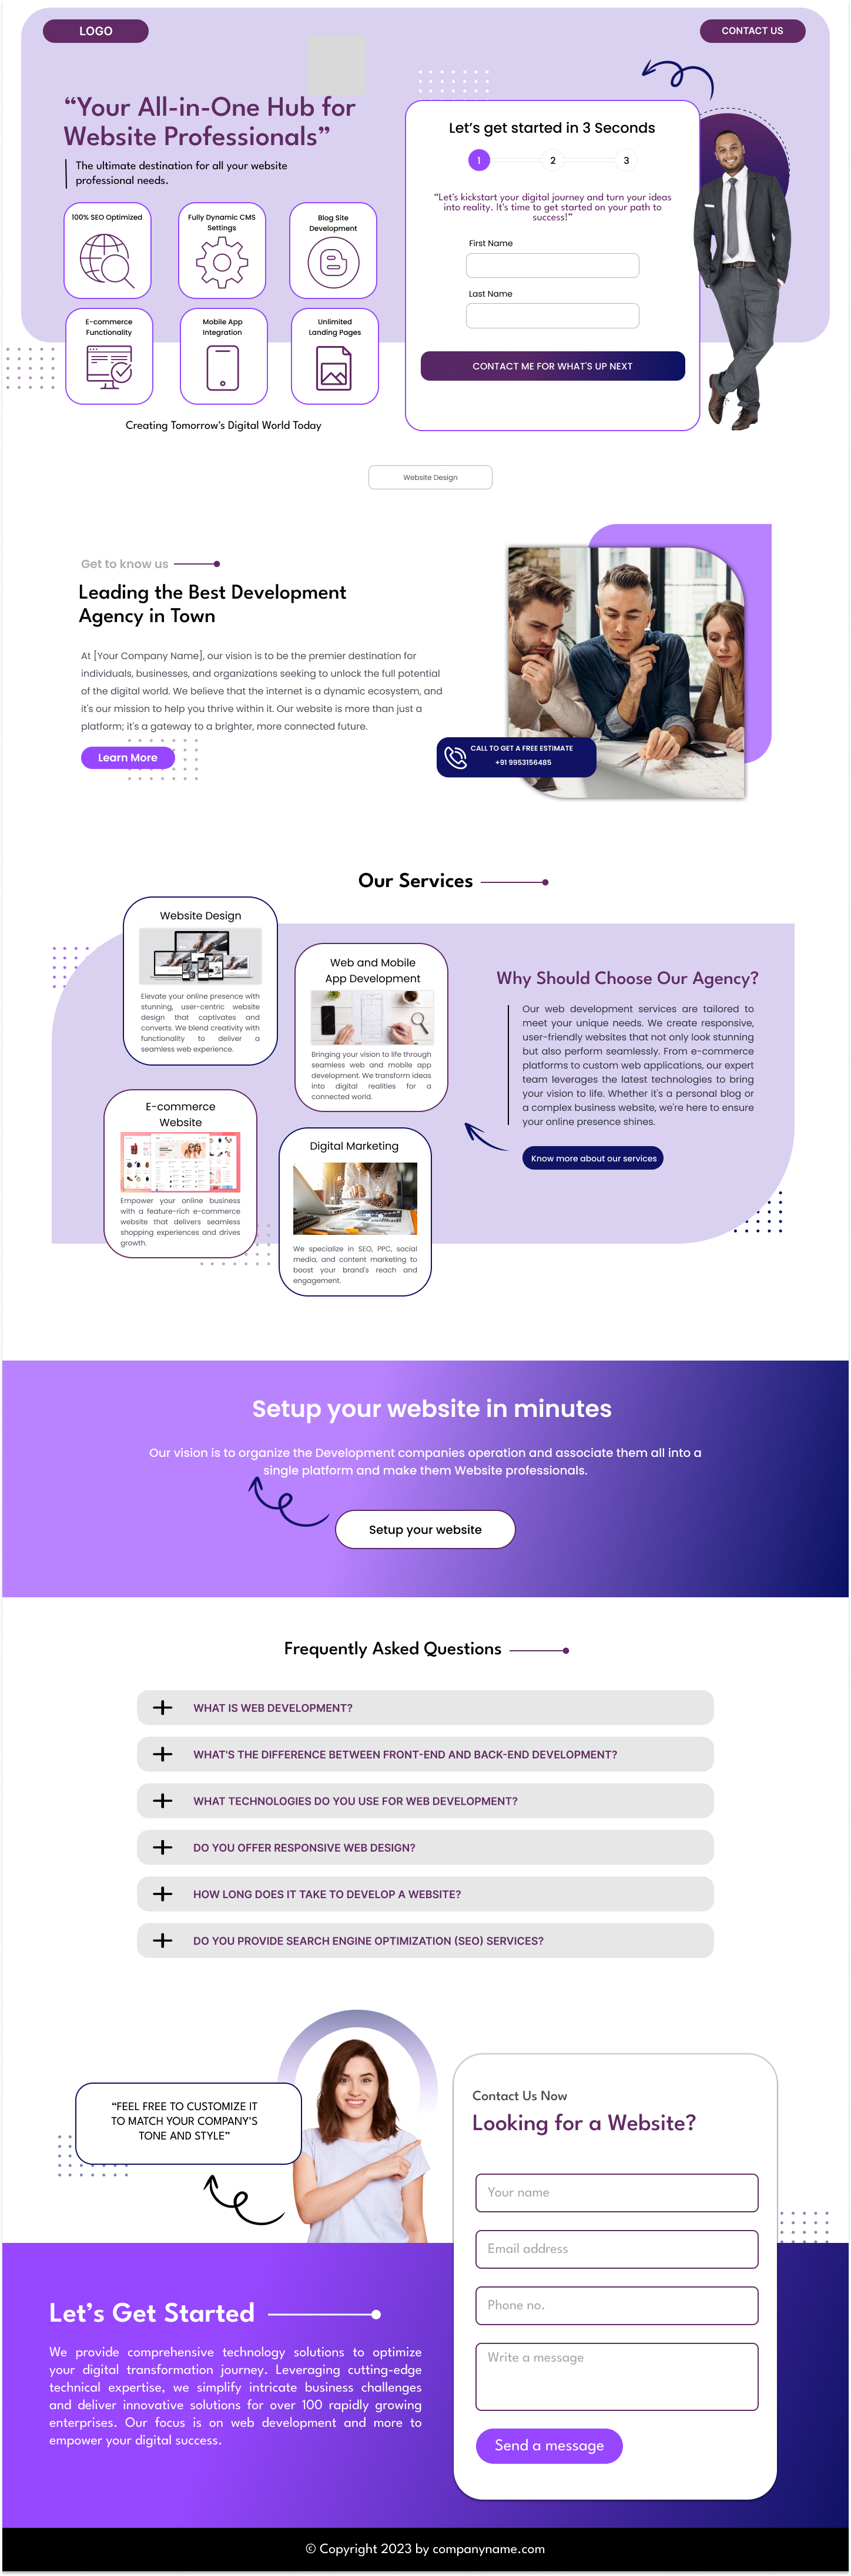 LOGO
CONTACT US
“Your All-in-One Hub for
Website Professionals”
The ultimate destination for all your website
professional needs.
100% SEO Optimized
Fully Dynamic CMS
Settings
Blog Site
Development
E-commerce
Functionality
Mobile App
Integration
Unlimited
Landing Pages
Creating Tomorrow's Digital World Today
Let’s get started in 3 Seconds
1
2
3
“Let's kickstart your digital journey and turn your ideas
into reality. It's time to get started on your path to
success!”
First Name
Last Name
CONTACT ME FOR WHAT'S UP NEXT
Website Design
Get to know us
Leading the Best Development
Agency in Town
At [Your Company Name], our vision is to be the premier destination for
individuals, businesses, and organizations seeking to unlock the full potential
of the digital world. We believe that the internet is a dynamic ecosystem, and
it's our mission to help you thrive within it. Our website is more than just a
platform; it's a gateway to a brighter, more connected future.
Learn More
CALL TO GET A FREE ESTIMATE
+91 9953156485
Our Services
Website Design
Elevate your online presence with
stunning, user-centric website
design that captivates and
converts. We blend creativity with
functionality to deliver a
seamless web experience.
Web and Mobile
App Development
Bringing your vision to life through
seamless web and mobile app
development. We transform ideas
into digital realities for a
connected world.
E-commerce
Website
Empower your online business
with a feature-rich e-commerce
website that delivers seamless
shopping experiences and drives
growth.
Digital Marketing
We specialize in SEO, PPC, social
media, and content marketing to
boost your brand's reach and
engagement.
Why Should Choose Our Agency?
Our web development services are tailored to
meet your unique needs. We create responsive,
user-friendly websites that not only look stunning
but also perform seamlessly. From e-commerce
platforms to custom web applications, our expert
team leverages the latest technologies to bring
your vision to life. Whether it's a personal blog or
a complex business website, we're here to ensure
your online presence shines.
Know more about our services
Setup your website in minutes
Our vision is to organize the Development companies operation and associate them all into a
single platform and make them Website professionals.
Setup your website
Frequently Asked Questions
WHAT IS WEB DEVELOPMENT?
WHAT'S THE DIFFERENCE BETWEEN FRONT-END AND BACK-END DEVELOPMENT?
WHAT TECHNOLOGIES DO YOU USE FOR WEB DEVELOPMENT?
DO YOU OFFER RESPONSIVE WEB DESIGN?
HOW LONG DOES IT TAKE TO DEVELOP A WEBSITE?
DO YOU PROVIDE SEARCH ENGINE OPTIMIZATION (SEO) SERVICES?
“FEEL FREE TO CUSTOMIZE IT
TO MATCH YOUR COMPANY'S
TONE AND STYLE”
Contact Us Now
Looking for a Website?
Your name
Email address
Phone no.
Write a message
Send a message
Let’s Get Started
We provide comprehensive technology solutions to optimize
your digital transformation journey. Leveraging cutting-edge
technical expertise, we simplify intricate business challenges
and deliver innovative solutions for over 100 rapidly growing
enterprises. Our focus is on web development and more to
empower your digital success.
© Copyright 2023 by companyname.com